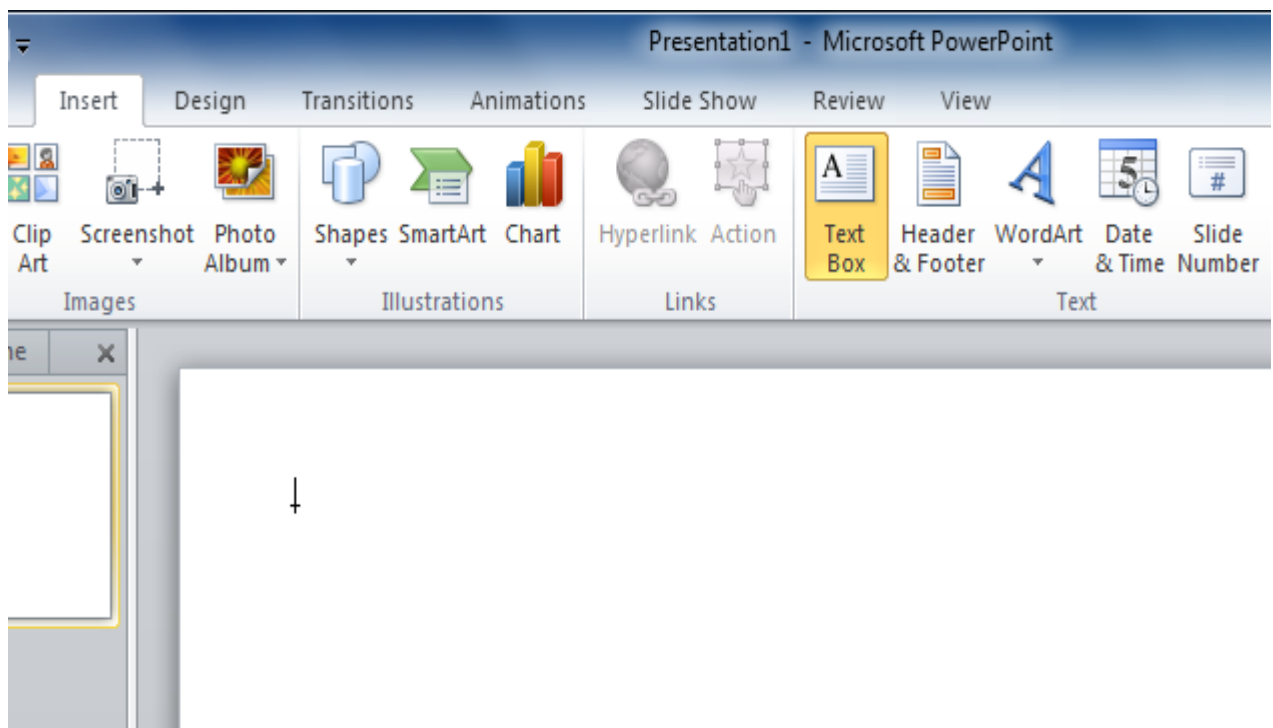 Presentation1 - Microsoft PowerPoint
Insert Design Transitions Animations Slide Show Review View
Clip Screenshot Photo Shapes SmartArt Chart Hyperlink Action Text Header WordArt Date Slide
Art Album Box & Footer & Time Number
Images Illustrations Links Text